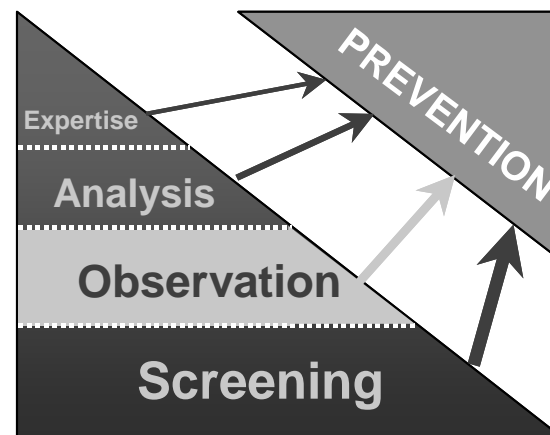 PREVENTION
Expertise
Analysis
Observation
Screening